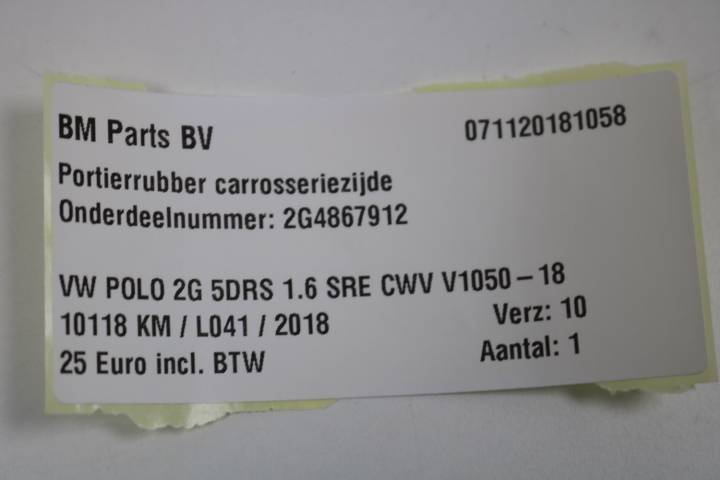 BM Parts BV 071120181058
Portierrubber carrosseriezijde
Onderdeelnummer: 2G4867912
VW POLO 2G 5DRS 1.6 SRE CWV V1050 – 18
10118 KM / L041 / 2018 Verz: 10
25 Euro incl. BTW Aantal: 1